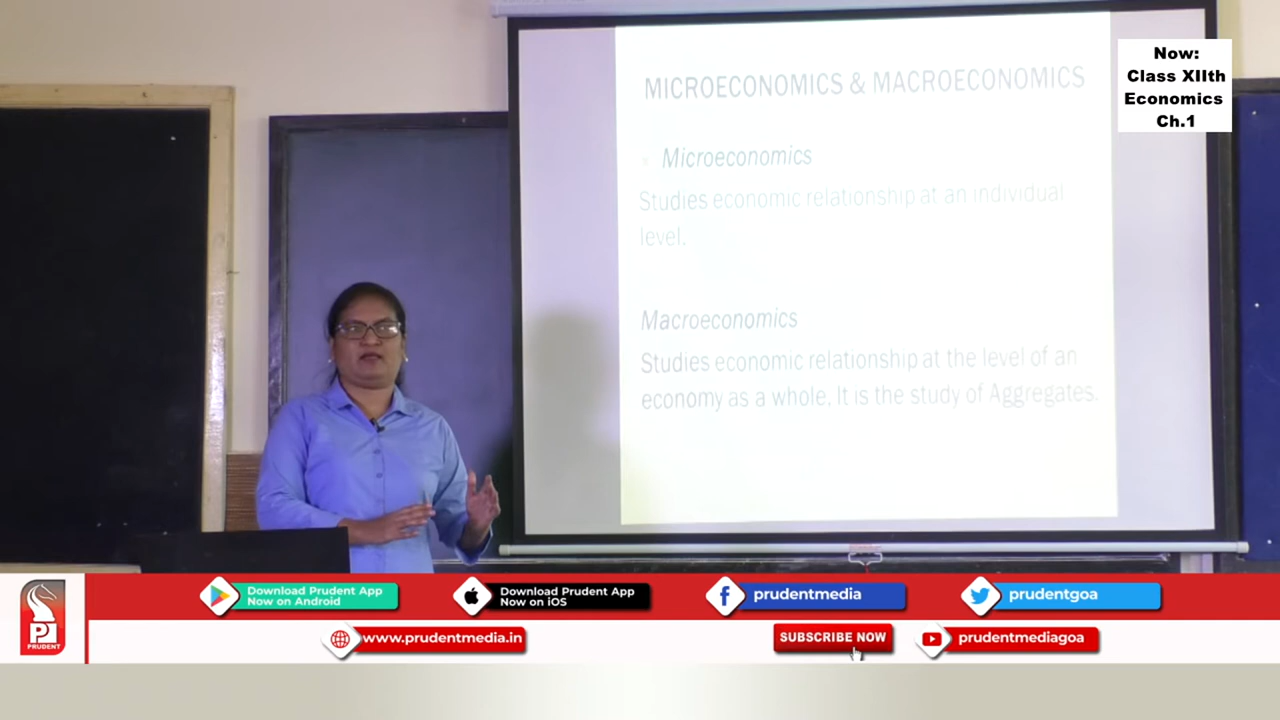 MICROECONOMICS & MACROECONOMICS
Microeconomics
Studies economic relationship at an individual
level.
Macroeconomics
Studies economic relationship at the level of an
economy as a whole. It is the study of Aggregates.
Now:
Class XIIth
Economics
Ch.1
Download Prudent App
Now on Android
Download Prudent App
Now on iOS
prudentmedia
prudentgoa
PRUDENT
www.prudentmedia.in
SUBSCRIBE NOW
prudentmediagoa